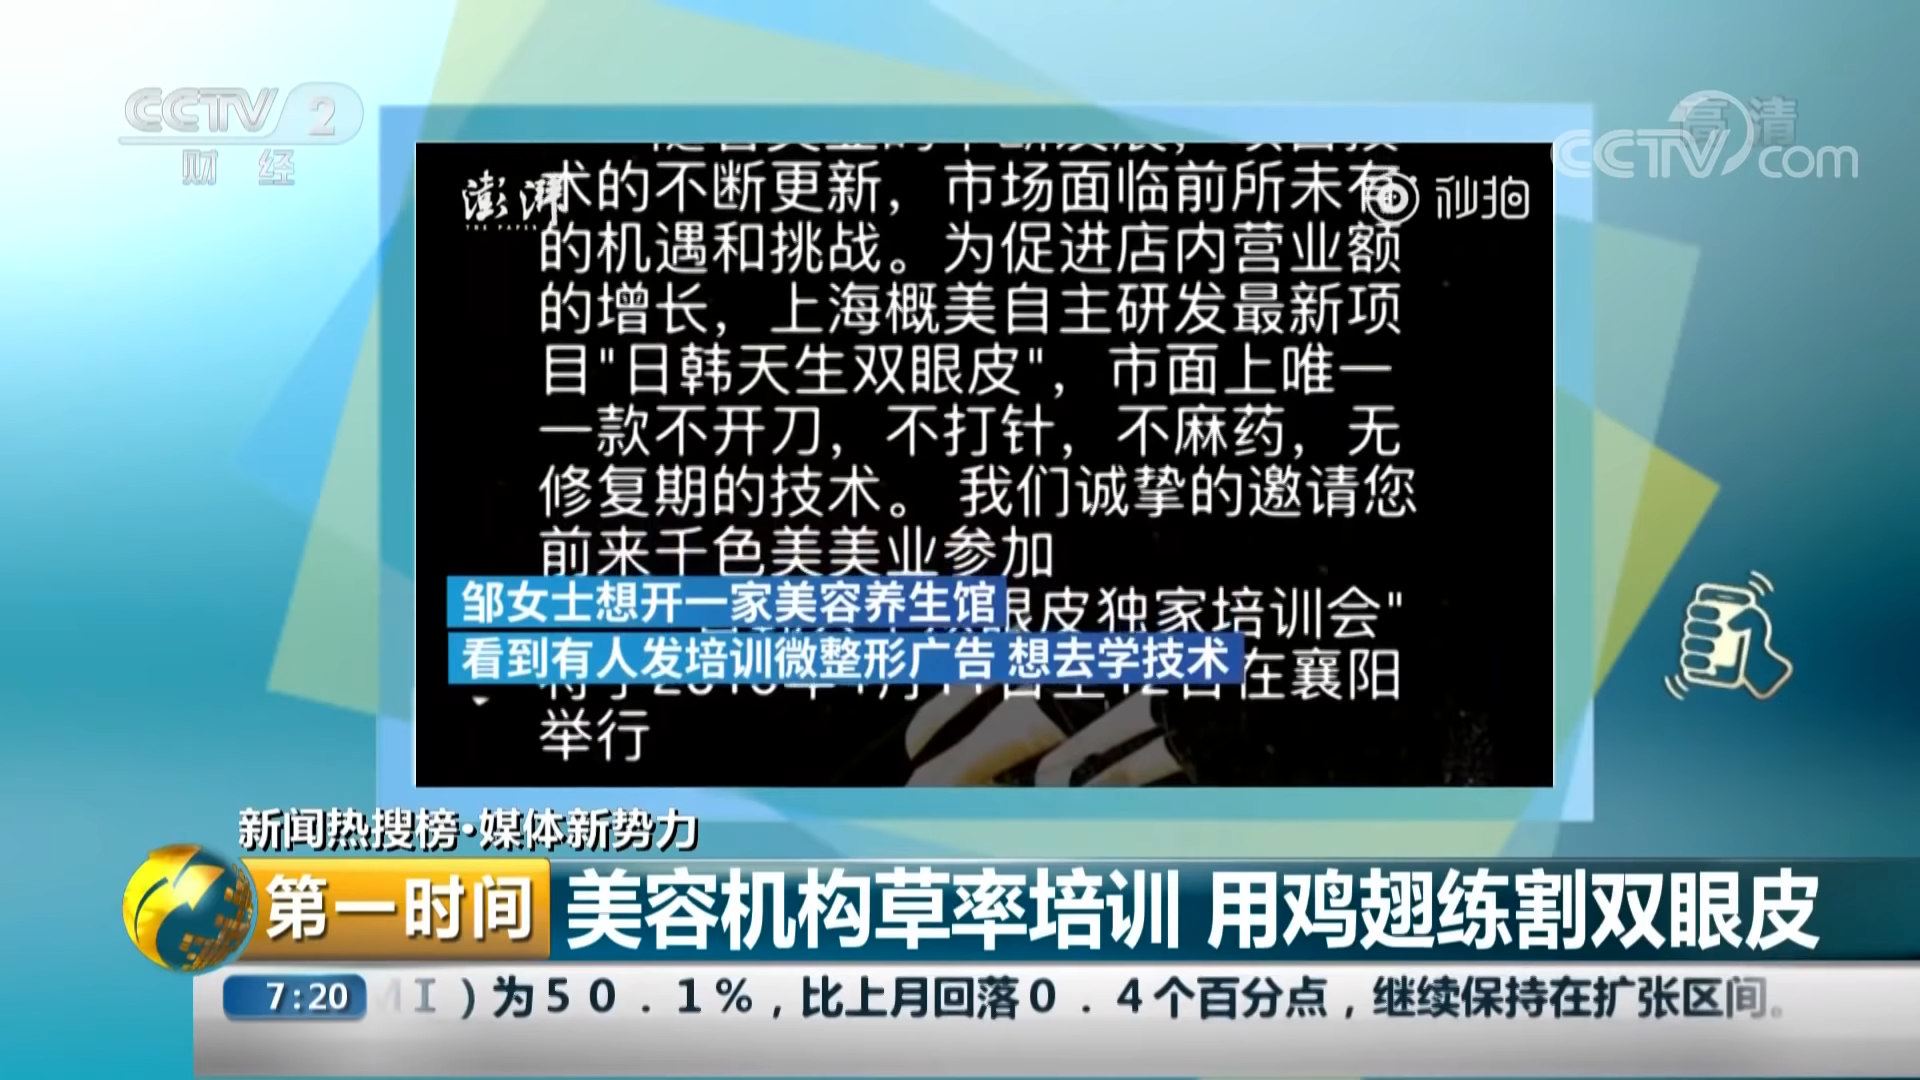 CCTV 2
财经
高清
CCTV.com
澎湃
THE PAPER
秒拍
术的不断更新，市场面临前所未有
的机遇和挑战。为促进店内营业额
的增长，上海概美自主研发最新项
目"日韩天生双眼皮"，市面上唯一
一款不开刀，不打针，不麻药，无
修复期的技术。 我们诚挚的邀请您
前来千色美美业参加
眼皮独家培训会"
在襄阳
举行
邹女士想开一家美容养生馆
看到有人发培训微整形广告 想去学技术
新闻热搜榜·媒体新势力
第一时间
美容机构草率培训 用鸡翅练割双眼皮
7:20
I）为50.1%，比上月回落0.4个百分点，继续保持在扩张区间。